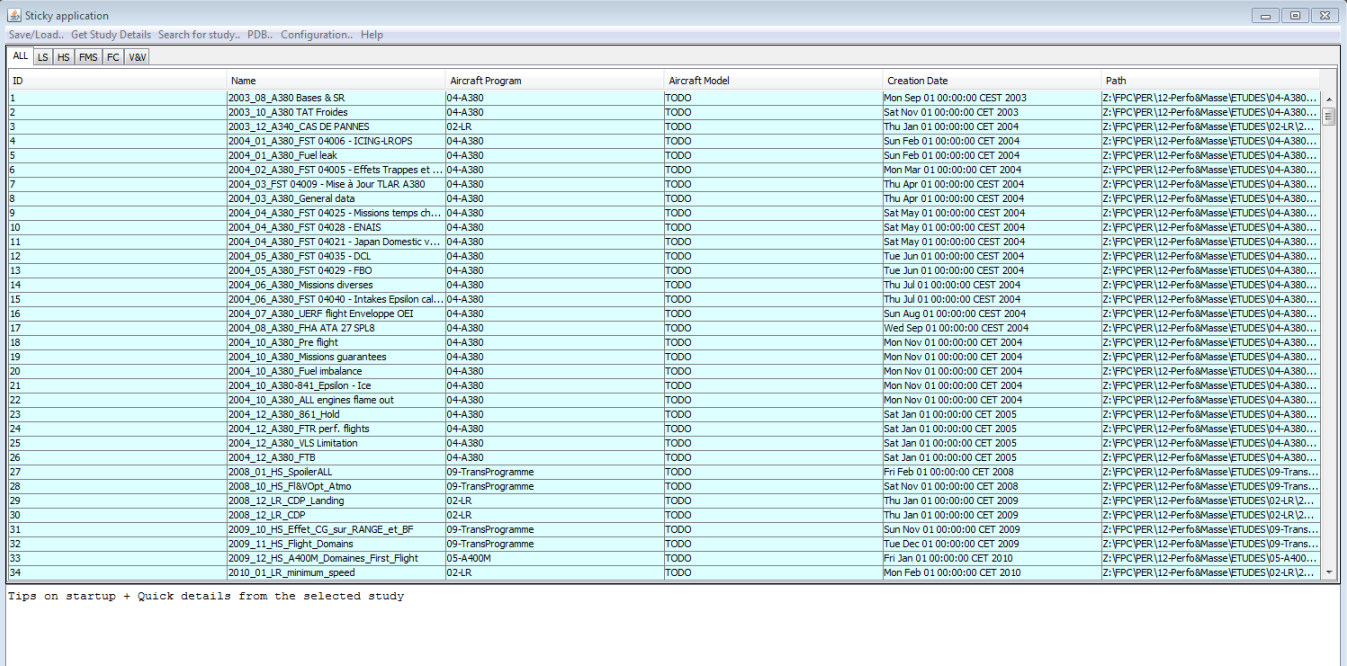 Sticky application
Save/Load.. Get Study Details Search for study.. PDB.. Configuration.. Help
ALL LS HS FMS FC V&V
ID Name Aircraft Program Aircraft Model Creation Date Path
1 2003_08_A380 Bases & SR 04-A380 TODO Mon Sep 01 00:00:00 CEST 2003 Z:\FPC\PER\12-Perfo&Masse\ETUDES\04-A380...
2 2003_10_A380 TAT Froides 04-A380 TODO Sat Nov 01 00:00:00 CET 2003 Z:\FPC\PER\12-Perfo&Masse\ETUDES\04-A380...
3 2003_12_A340_CAS DE PANNES 02-LR TODO Thu Jan 01 00:00:00 CET 2004 Z:\FPC\PER\12-Perfo&Masse\ETUDES\02-LR\2...
4 2004_01_A380_FST 04006 - ICING-LROPS 04-A380 TODO Sun Feb 01 00:00:00 CET 2004 Z:\FPC\PER\12-Perfo&Masse\ETUDES\04-A380...
5 2004_01_A380_Fuel leak 04-A380 TODO Sun Feb 01 00:00:00 CET 2004 Z:\FPC\PER\12-Perfo&Masse\ETUDES\04-A380...
6 2004_02_A380_FST 04005 - Effets Trappes et ... 04-A380 TODO Mon Mar 01 00:00:00 CET 2004 Z:\FPC\PER\12-Perfo&Masse\ETUDES\04-A380...
7 2004_03_FST 04009 - Mise à Jour TLAR A380 04-A380 TODO Thu Apr 01 00:00:00 CEST 2004 Z:\FPC\PER\12-Perfo&Masse\ETUDES\04-A380...
8 2004_03_A380_General data 04-A380 TODO Thu Apr 01 00:00:00 CEST 2004 Z:\FPC\PER\12-Perfo&Masse\ETUDES\04-A380...
9 2004_04_A380_FST 04025 - Missions temps ch... 04-A380 TODO Sat May 01 00:00:00 CEST 2004 Z:\FPC\PER\12-Perfo&Masse\ETUDES\04-A380...
10 2004_04_A380_FST 04028 - ENAIS 04-A380 TODO Sat May 01 00:00:00 CEST 2004 Z:\FPC\PER\12-Perfo&Masse\ETUDES\04-A380...
11 2004_04_A380_FST 04021 - Japan Domestic v... 04-A380 TODO Sat May 01 00:00:00 CEST 2004 Z:\FPC\PER\12-Perfo&Masse\ETUDES\04-A380...
12 2004_05_A380_FST 04035 - DCL 04-A380 TODO Tue Jun 01 00:00:00 CEST 2004 Z:\FPC\PER\12-Perfo&Masse\ETUDES\04-A380...
13 2004_05_A380_FST 04029 - FBO 04-A380 TODO Tue Jun 01 00:00:00 CEST 2004 Z:\FPC\PER\12-Perfo&Masse\ETUDES\04-A380...
14 2004_06_A380_Missions diverses 04-A380 TODO Thu Jul 01 00:00:00 CEST 2004 Z:\FPC\PER\12-Perfo&Masse\ETUDES\04-A380...
15 2004_06_A380_FST 04040 - Intakes Epsilon cal... 04-A380 TODO Thu Jul 01 00:00:00 CEST 2004 Z:\FPC\PER\12-Perfo&Masse\ETUDES\04-A380...
16 2004_07_A380_UERF flight Enveloppe OEI 04-A380 TODO Sun Aug 01 00:00:00 CEST 2004 Z:\FPC\PER\12-Perfo&Masse\ETUDES\04-A380...
17 2004_08_A380_FHA ATA 27 SPL8 04-A380 TODO Wed Sep 01 00:00:00 CEST 2004 Z:\FPC\PER\12-Perfo&Masse\ETUDES\04-A380...
18 2004_10_A380_Pre flight 04-A380 TODO Mon Nov 01 00:00:00 CET 2004 Z:\FPC\PER\12-Perfo&Masse\ETUDES\04-A380...
19 2004_10_A380_Missions guarantees 04-A380 TODO Mon Nov 01 00:00:00 CET 2004 Z:\FPC\PER\12-Perfo&Masse\ETUDES\04-A380...
20 2004_10_A380_Fuel imbalance 04-A380 TODO Mon Nov 01 00:00:00 CET 2004 Z:\FPC\PER\12-Perfo&Masse\ETUDES\04-A380...
21 2004_10_A380-841_Epsilon - Ice 04-A380 TODO Mon Nov 01 00:00:00 CET 2004 Z:\FPC\PER\12-Perfo&Masse\ETUDES\04-A380...
22 2004_10_A380_ALL engines flame out 04-A380 TODO Mon Nov 01 00:00:00 CET 2004 Z:\FPC\PER\12-Perfo&Masse\ETUDES\04-A380...
23 2004_12_A380_861_Hold 04-A380 TODO Sat Jan 01 00:00:00 CET 2005 Z:\FPC\PER\12-Perfo&Masse\ETUDES\04-A380...
24 2004_12_A380_FTR perf. flights 04-A380 TODO Sat Jan 01 00:00:00 CET 2005 Z:\FPC\PER\12-Perfo&Masse\ETUDES\04-A380...
25 2004_12_A380_VLS Limitation 04-A380 TODO Sat Jan 01 00:00:00 CET 2005 Z:\FPC\PER\12-Perfo&Masse\ETUDES\04-A380...
26 2004_12_A380_FTB 04-A380 TODO Sat Jan 01 00:00:00 CET 2005 Z:\FPC\PER\12-Perfo&Masse\ETUDES\04-A380...
27 2008_01_HS_SpoilerALL 09-TransProgramme TODO Fri Feb 01 00:00:00 CET 2008 Z:\FPC\PER\12-Perfo&Masse\ETUDES\09-Trans...
28 2008_10_HS_Fl&VOpt_Atmo 09-TransProgramme TODO Sat Nov 01 00:00:00 CET 2008 Z:\FPC\PER\12-Perfo&Masse\ETUDES\09-Trans...
29 2008_12_LR_CDP_Landing 02-LR TODO Thu Jan 01 00:00:00 CET 2009 Z:\FPC\PER\12-Perfo&Masse\ETUDES\02-LR\2...
30 2008_12_LR_CDP 02-LR TODO Thu Jan 01 00:00:00 CET 2009 Z:\FPC\PER\12-Perfo&Masse\ETUDES\02-LR\2...
31 2009_10_HS_Effet_CG_sur_RANGE_et_BF 09-TransProgramme TODO Sun Nov 01 00:00:00 CET 2009 Z:\FPC\PER\12-Perfo&Masse\ETUDES\09-Trans...
32 2009_11_HS_Flight_Domains 09-TransProgramme TODO Tue Dec 01 00:00:00 CET 2009 Z:\FPC\PER\12-Perfo&Masse\ETUDES\09-Trans...
33 2009_12_HS_A400M_Domaines_First_Flight 05-A400M TODO Fri Jan 01 00:00:00 CET 2010 Z:\FPC\PER\12-Perfo&Masse\ETUDES\05-A400...
34 2010_01_LR_minimum_speed 02-LR TODO Mon Feb 01 00:00:00 CET 2010 Z:\FPC\PER\12-Perfo&Masse\ETUDES\02-LR\2...
Tips on startup + Quick details from the selected study